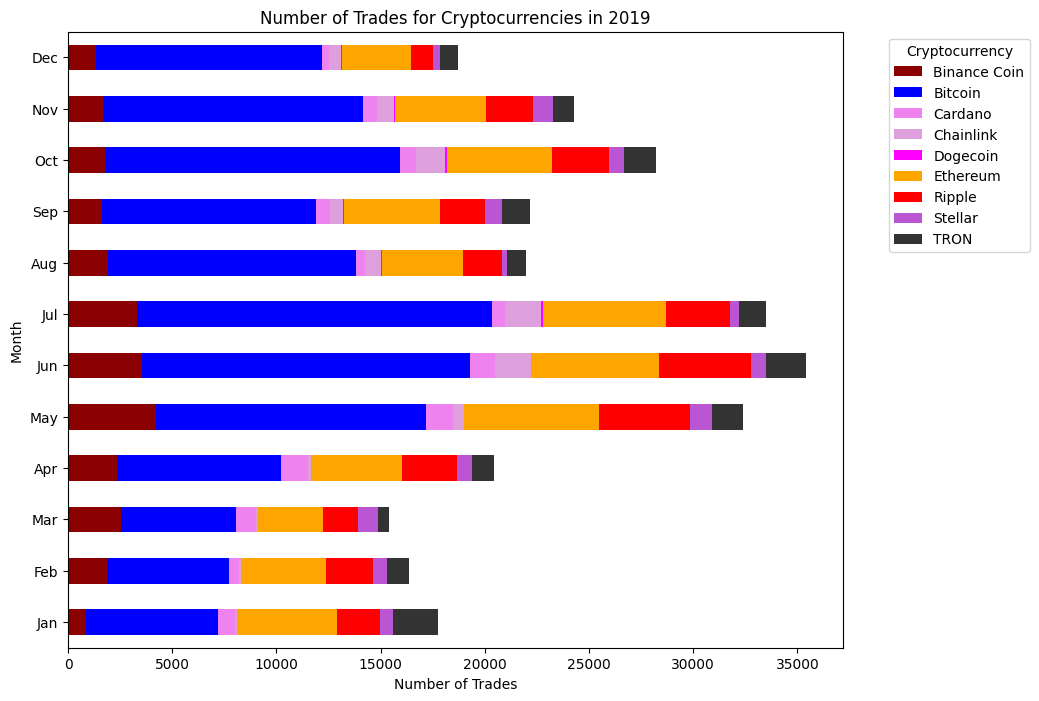 Number of Trades for Cryptocurrencies in 2019
Month
Dec
Nov
Oct
Sep
Aug
Jul
Jun
May
Apr
Mar
Feb
Jan
0 5000 10000 15000 20000 25000 30000 35000
Number of Trades
Cryptocurrency
Binance Coin
Bitcoin
Cardano
Chainlink
Dogecoin
Ethereum
Ripple
Stellar
TRON